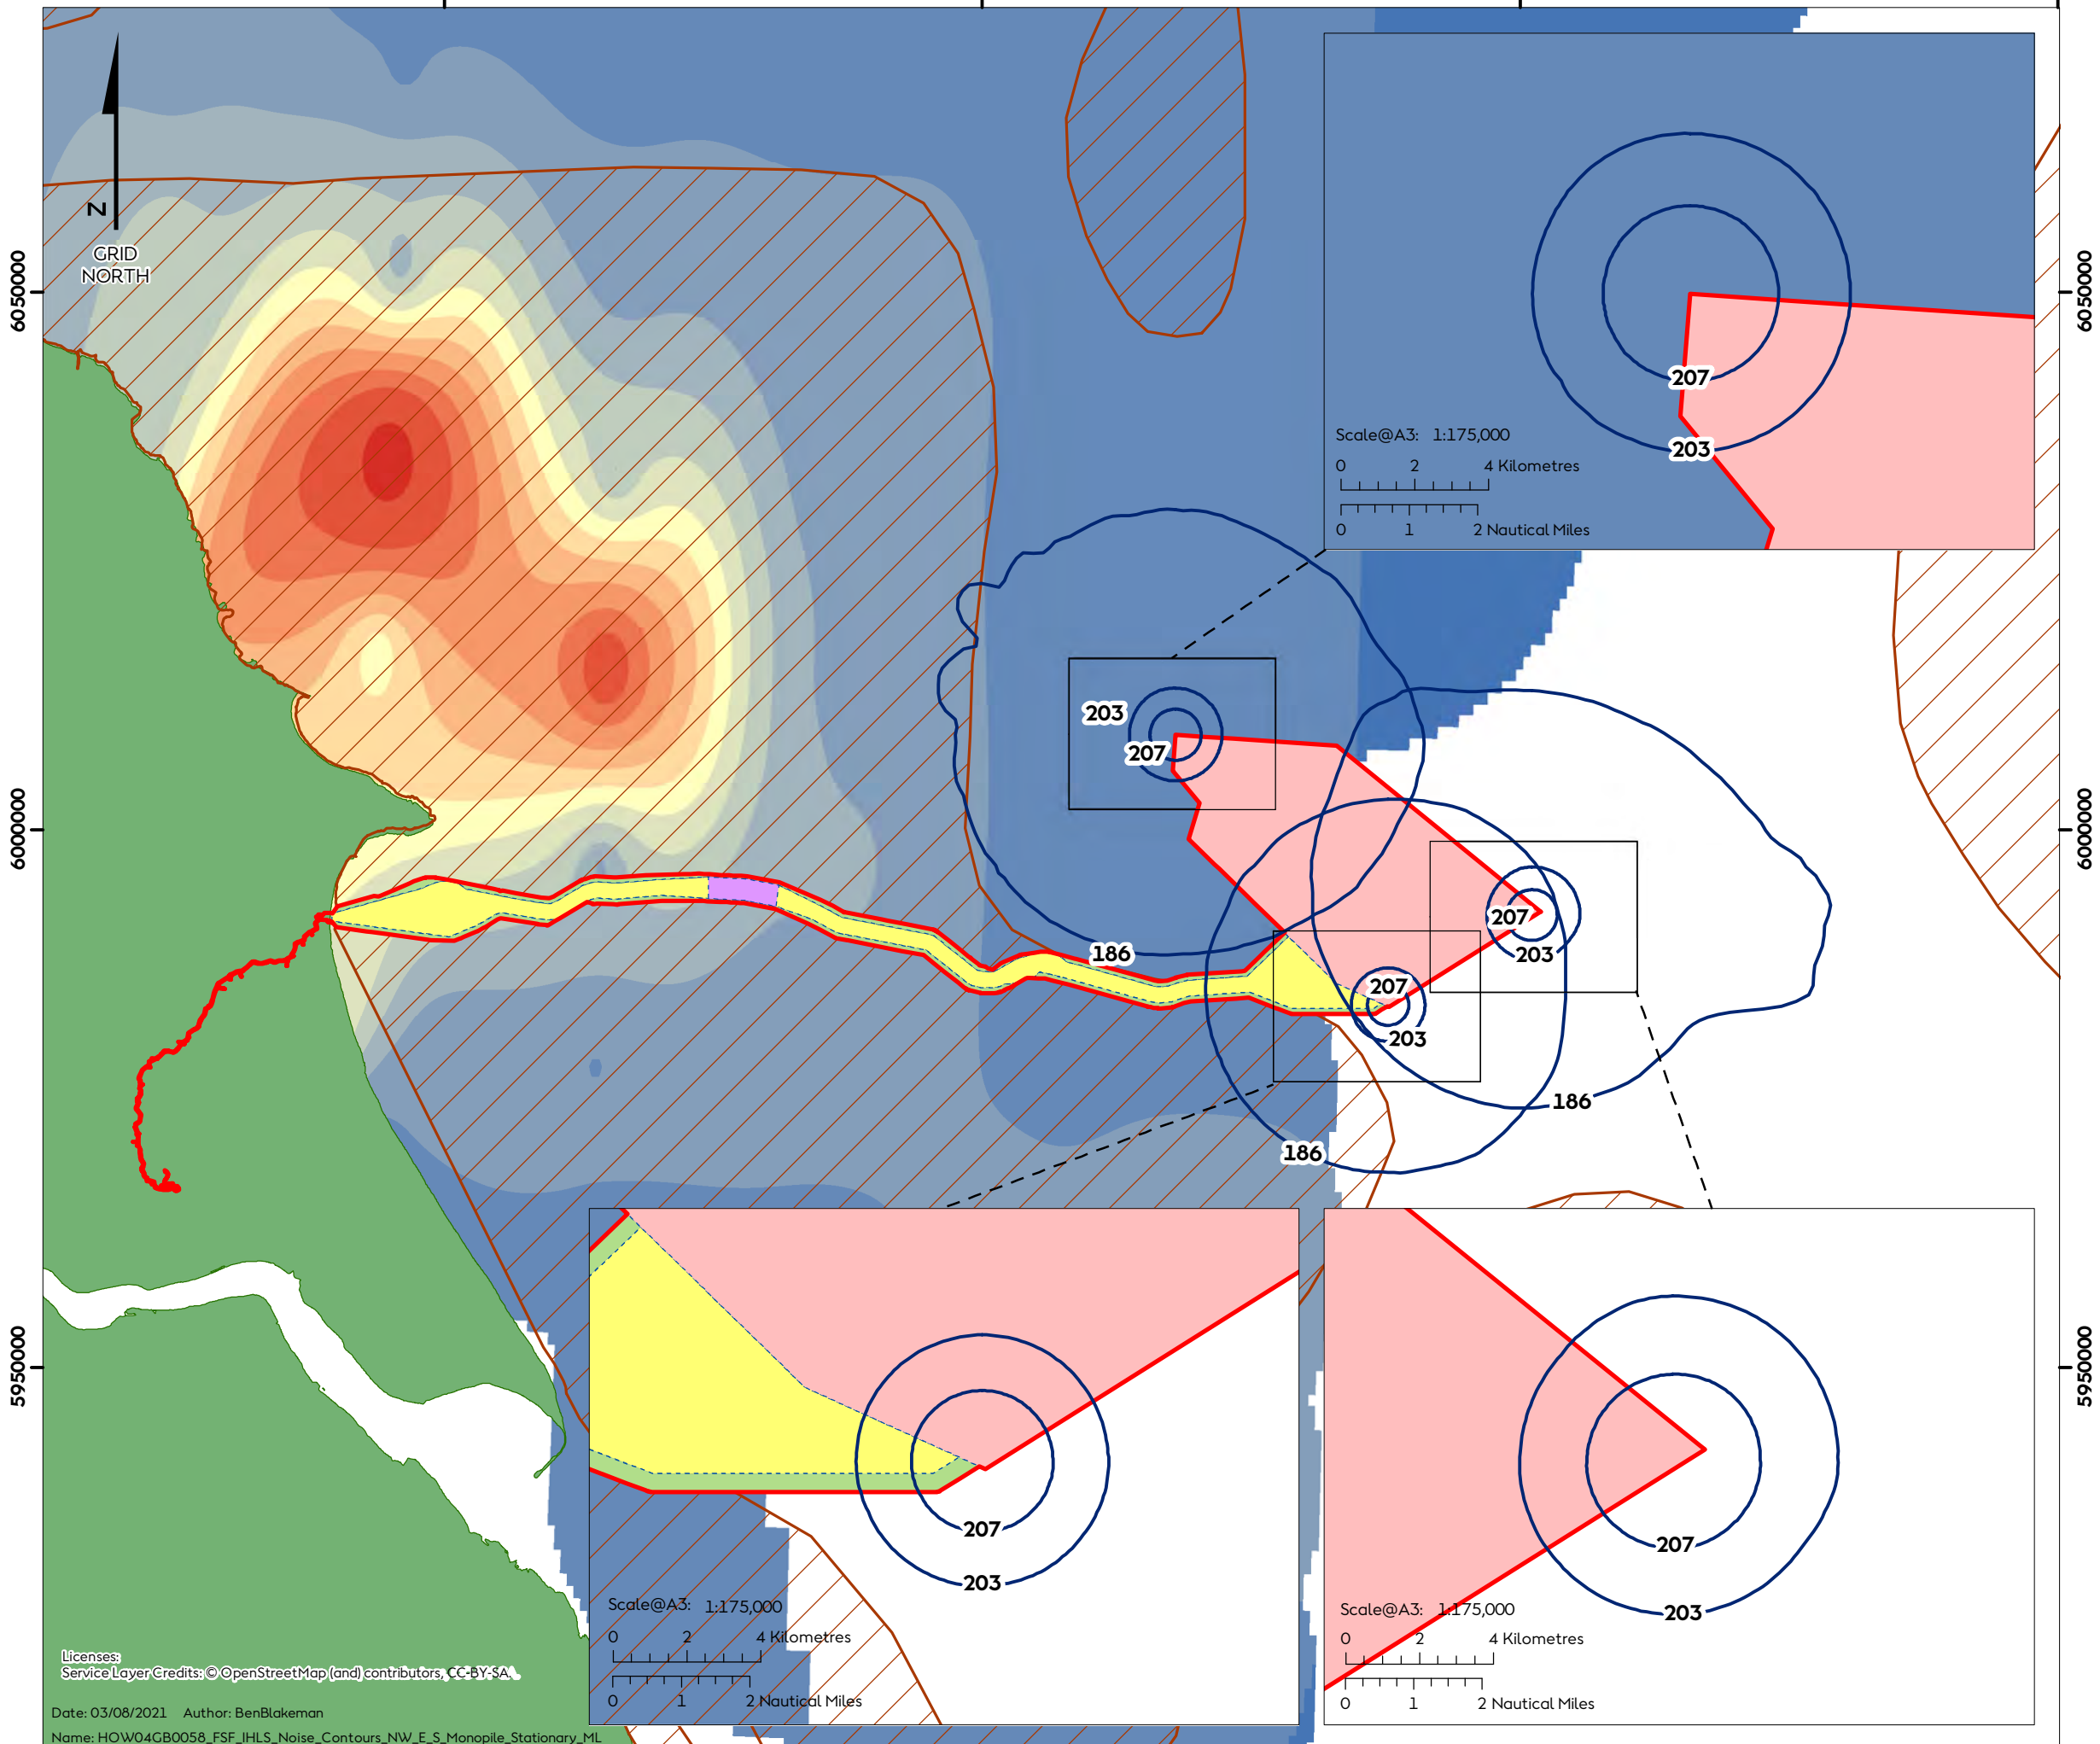 N
GRID
NORTH
6050000
6000000
5950000
6050000
6000000
5950000
207
203
Scale@A3: 1:175,000
0 2 4 Kilometres
0 1 2 Nautical Miles
203
207
186
207
203
207
203
186
186
207
203
Scale@A3: 1:175,000
0 2 4 Kilometres
0 1 2 Nautical Miles
207
203
Scale@A3: 1:175,000
0 2 4 Kilometres
0 1 2 Nautical Miles
Licenses:
Service Layer Credits: © OpenStreetMap (and) contributors, CC-BY-SA.
Date: 03/08/2021 Author: BenBlakeman
Name: HOW04GB0058_FSF_IHLS_Noise_Contours_NW_E_S_Monopile_Stationary_ML